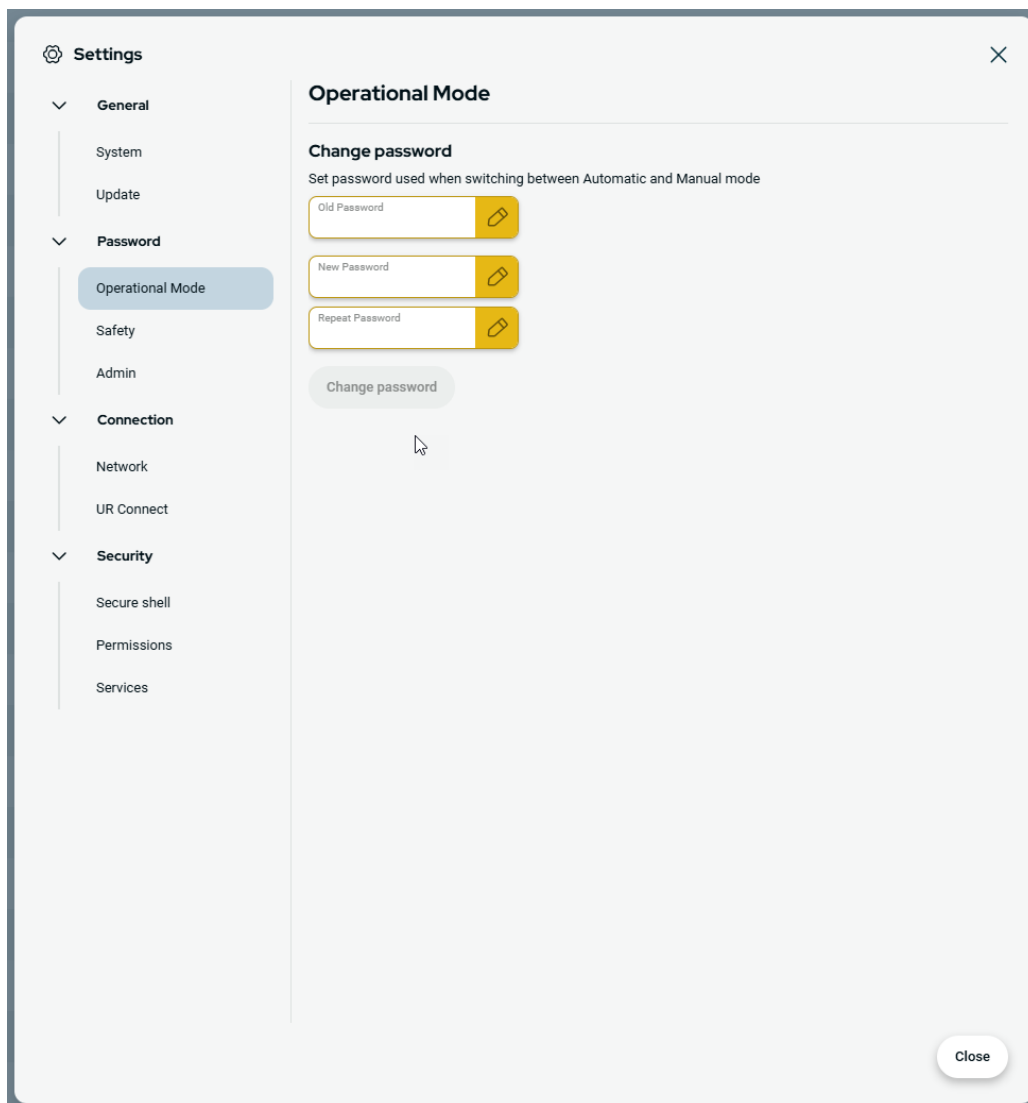 Settings
General
System
Update
Password
Operational Mode
Safety
Admin
Connection
Network
UR Connect
Security
Secure shell
Permissions
Services
Operational Mode
Change password
Set password used when switching between Automatic and Manual mode
Old Password
New Password
Repeat Password
Change password
Close